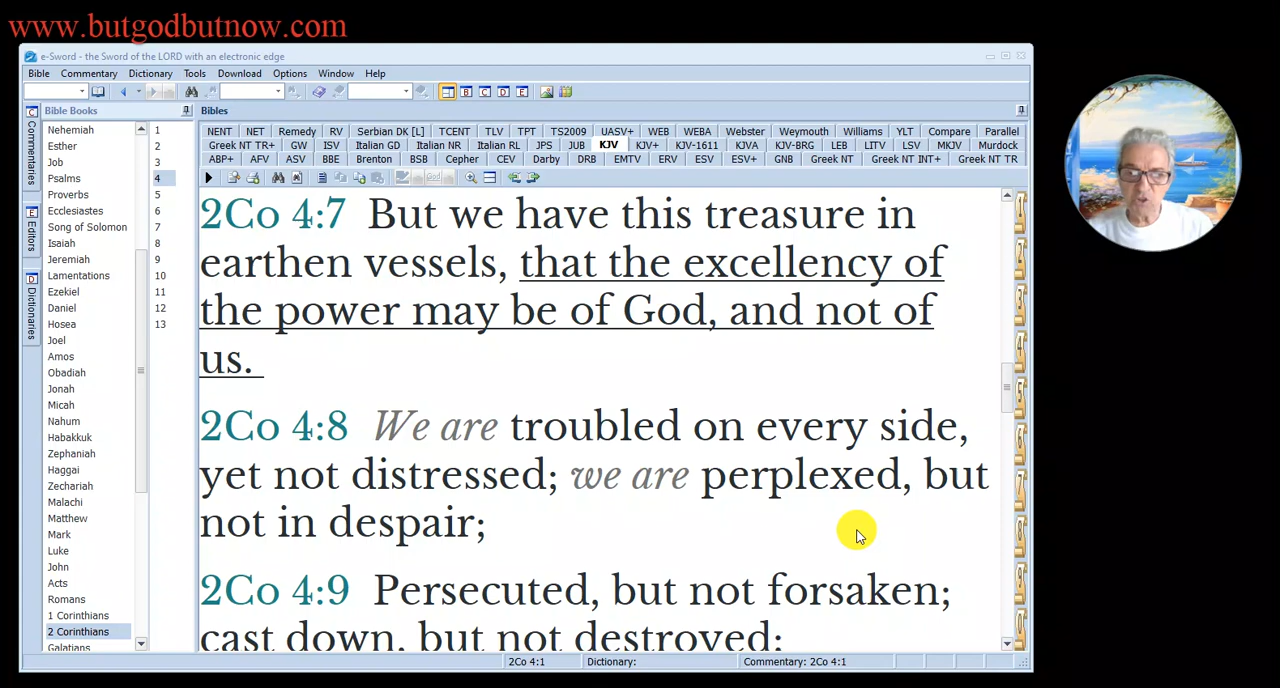 www.butgodbutnow.com
e-Sword - the Sword of the LORD with an electronic edge
Bible Commentary Dictionary Tools Download Options Window Help
B C D E
Bible Books
Bibles
Commentaries
Editors
Dictionaries
Nehemiah
Esther
Job
Psalms
Proverbs
Ecclesiastes
Song of Solomon
Isaiah
Jeremiah
Lamentations
Ezekiel
Daniel
Hosea
Joel
Amos
Obadiah
Jonah
Micah
Nahum
Habakkuk
Zephaniah
Haggai
Zechariah
Malachi
Matthew
Mark
Luke
John
Acts
Romans
1 Corinthians
2 Corinthians
Galatians
1
2
3
4
5
6
7
8
9
10
11
12
13
NENT NET Remedy RV Serbian DK [L] TCENT TLV TPT TS2009 UASV+ WEB WEBA Webster Weymouth Williams YLT Compare Parallel
Greek NT TR+ GW ISV Italian GD Italian NR Italian RL JPS JUB KJV KJV+ KJV-1611 KJVA KJV-BRG LEB LITV LSV MKJV Murdock
ABP+ AFV ASV BBE Brenton BSB Cepher CEV Darby DRB EMTV ERV ESV ESV+ GNB Greek NT Greek NT INT+ Greek NT TR
God
2Co 4:7 But we have this treasure in
earthen vessels, that the excellency of
the power may be of God, and not of
us.
2Co 4:8 We are troubled on every side,
yet not distressed; we are perplexed, but
not in despair;
2Co 4:9 Persecuted, but not forsaken;
cast down, but not destroyed;
2Co 4:1 Dictionary: Commentary: 2Co 4:1